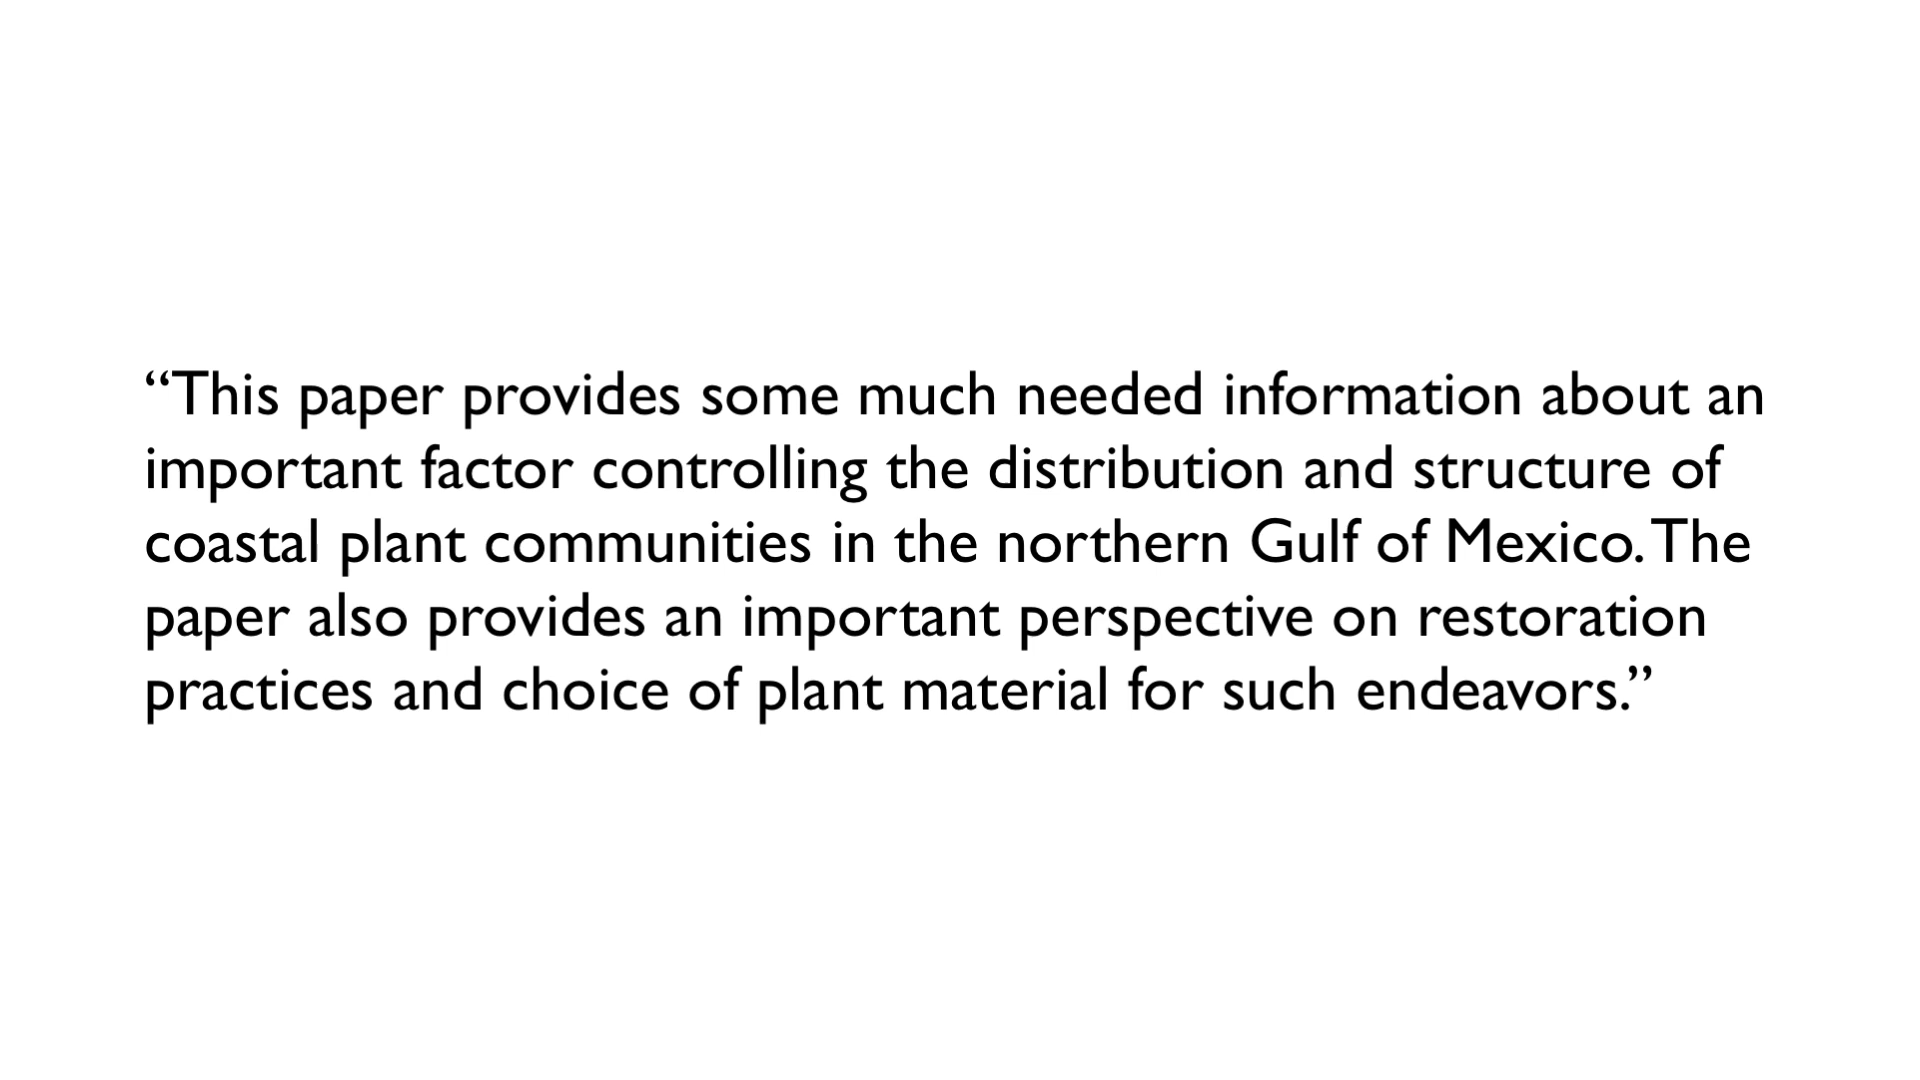 “This paper provides some much needed information about an
important factor controlling the distribution and structure of
coastal plant communities in the northern Gulf of Mexico. The
paper also provides an important perspective on restoration
practices and choice of plant material for such endeavors.”